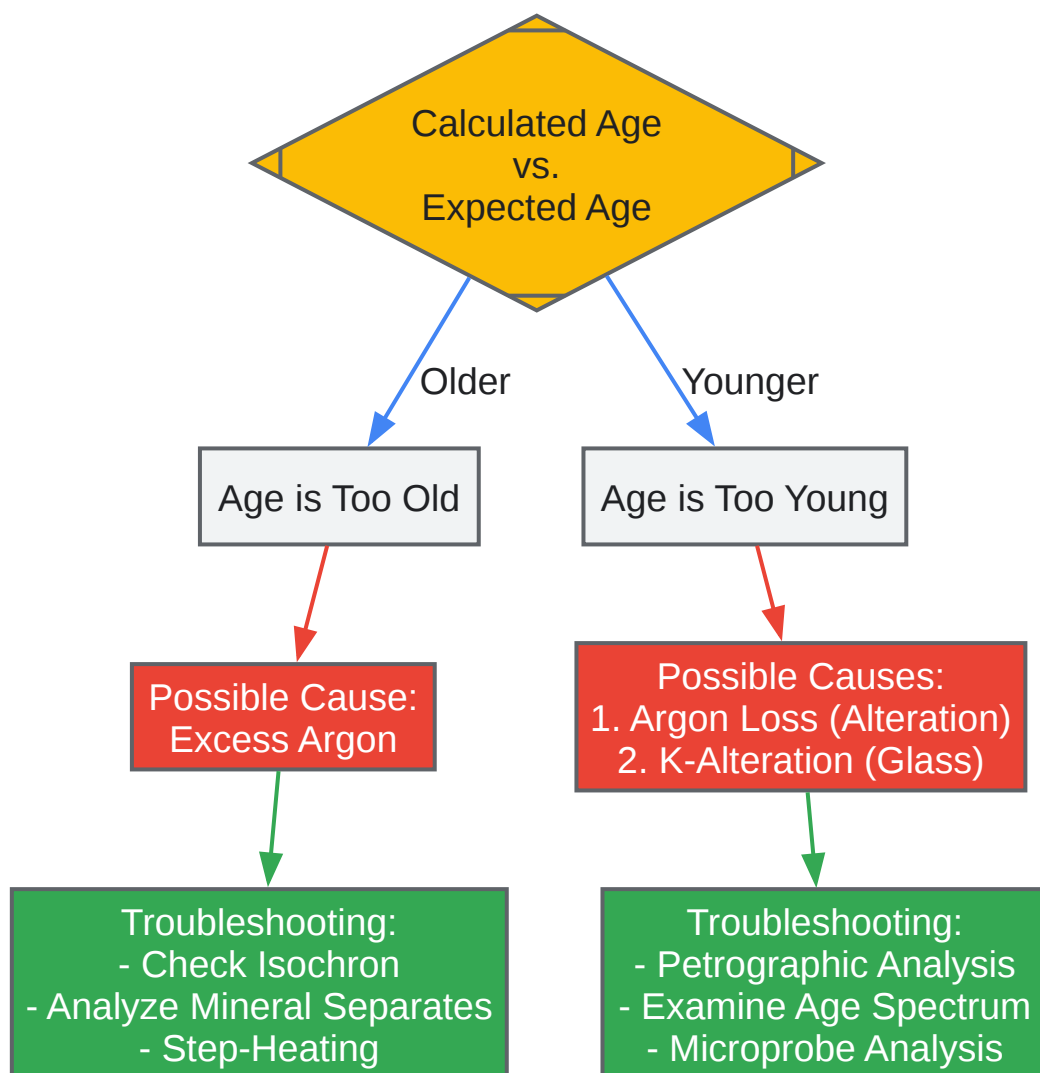 Calculated Age
vs.
Expected Age
Older
Younger
Age is Too Old
Age is Too Young
Possible Cause:
Excess Argon
Possible Causes:
1. Argon Loss (Alteration)
2. K-Alteration (Glass)
Troubleshooting:
- Check Isochron
- Analyze Mineral Separates
- Step-Heating
Troubleshooting:
- Petrographic Analysis
- Examine Age Spectrum
- Microprobe Analysis